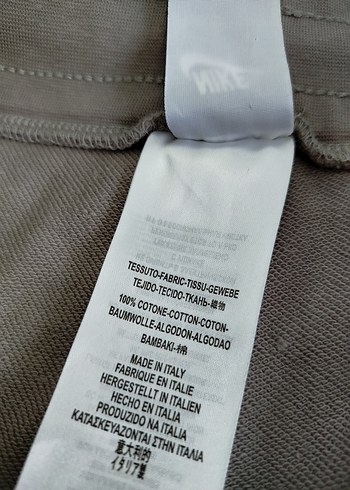 NIKE
TESSUTO-FABRIC-TISSU-GEWEBE
TEJIDO-TECIDO-TKAHЬ-織物
100% COTONE-COTTON-COTON-
BAUMWOLLE-ALGODON-ALGODAO
BAMBAKI-棉
MADE IN ITALY
FABRIQUE EN ITALIE
HERGESTELLT IN ITALIEN
HECHO EN ITALIA
PRODUZIDO NA ITALIA
ΚΑΤΑΣΚΕΥΑΖΟΝΤΑΙ ΣΤΗΝ ΙΤΑΛΙΑ
意大利的
イタリア製